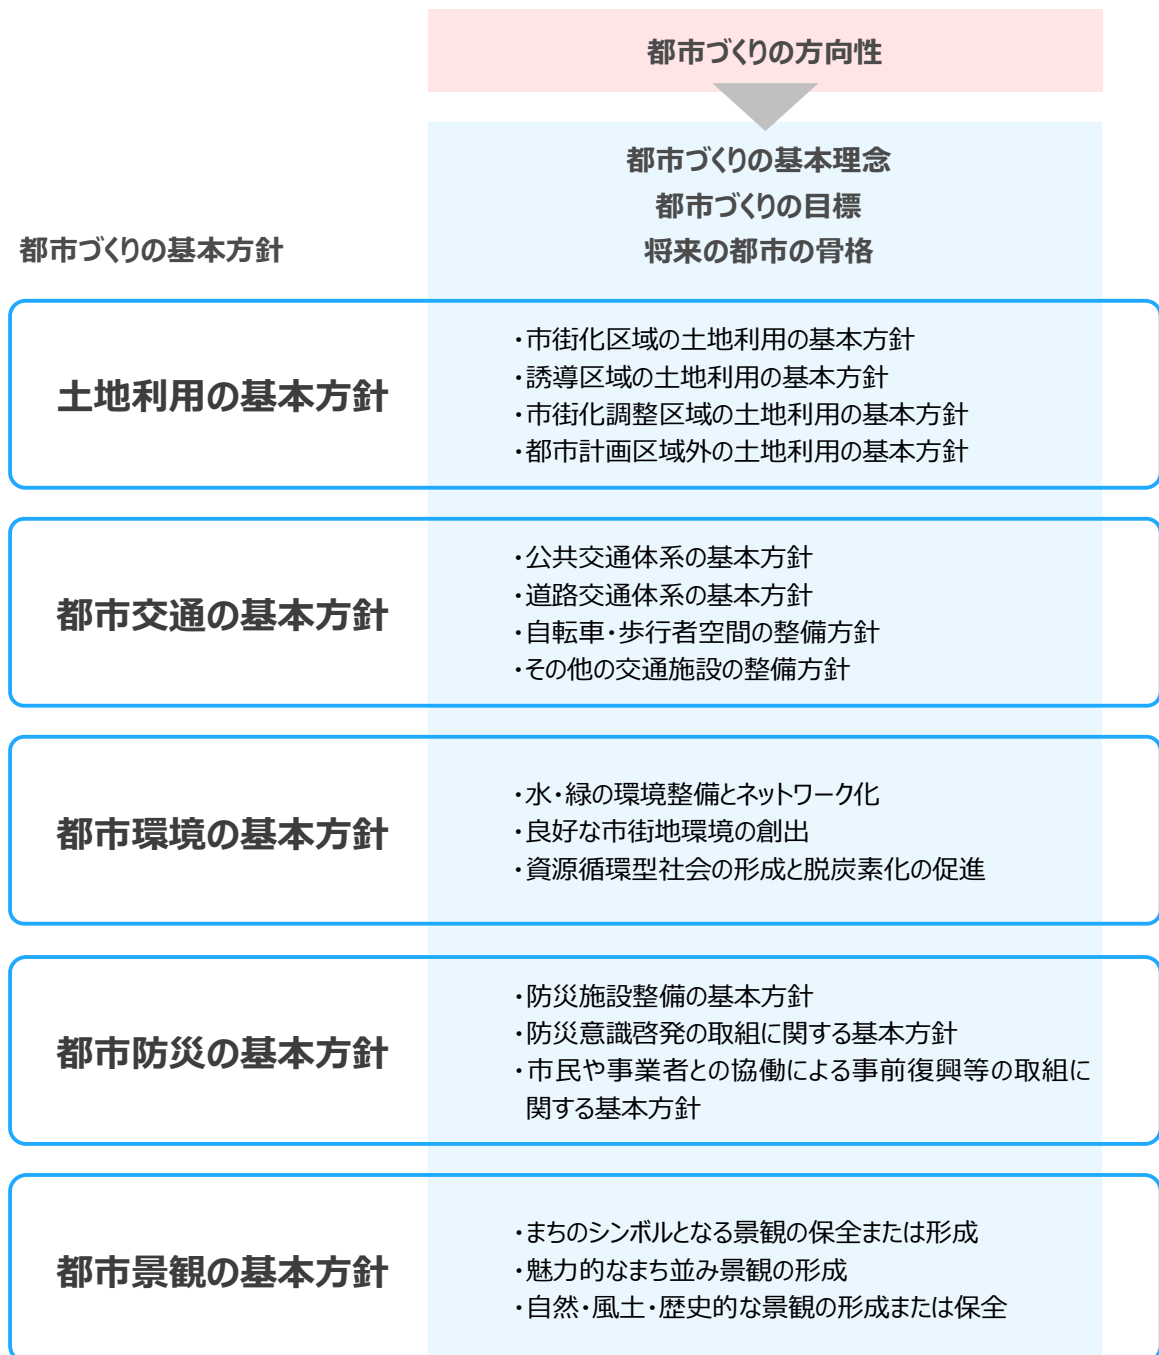 都市づくりの方向性
都市づくりの基本理念
都市づくりの目標
将来の都市の骨格
都市づくりの基本方針
土地利用の基本方針
・市街化区域の土地利用の基本方針
・誘導区域の土地利用の基本方針
・市街化調整区域の土地利用の基本方針
・都市計画区域外の土地利用の基本方針
都市交通の基本方針
・公共交通体系の基本方針
・道路交通体系の基本方針
・自転車・歩行者空間の整備方針
・その他の交通施設の整備方針
都市環境の基本方針
・水・緑の環境整備とネットワーク化
・良好な市街地環境の創出
・資源循環型社会の形成と脱炭素化の促進
都市防災の基本方針
・防災施設整備の基本方針
・防災意識啓発の取組に関する基本方針
・市民や事業者との協働による事前復興等の取組に
関する基本方針
都市景観の基本方針
・まちのシンボルとなる景観の保全または形成
・魅力的なまち並み景観の形成
・自然・風土・歴史的な景観の形成または保全